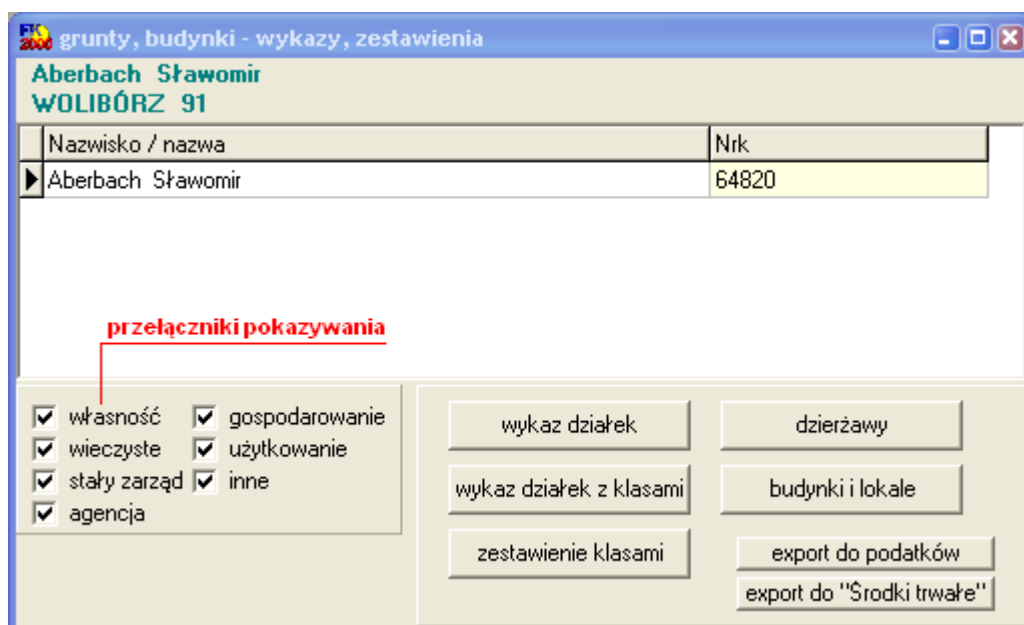 FK 2000 grunty, budynki - wykazy, zestawienia
Aberbach Sławomir
WOLIBÓRZ 91
Nazwisko / nazwa Nrk
Aberbach Sławomir 64820
przełączniki pokazywania
własność gospodarowanie
wieczyste użytkowanie
stały zarząd inne
agencja
wykaz działek dzierżawy
wykaz działek z klasami budynki i lokale
zestawienie klasami export do podatków
export do "Środki trwałe"